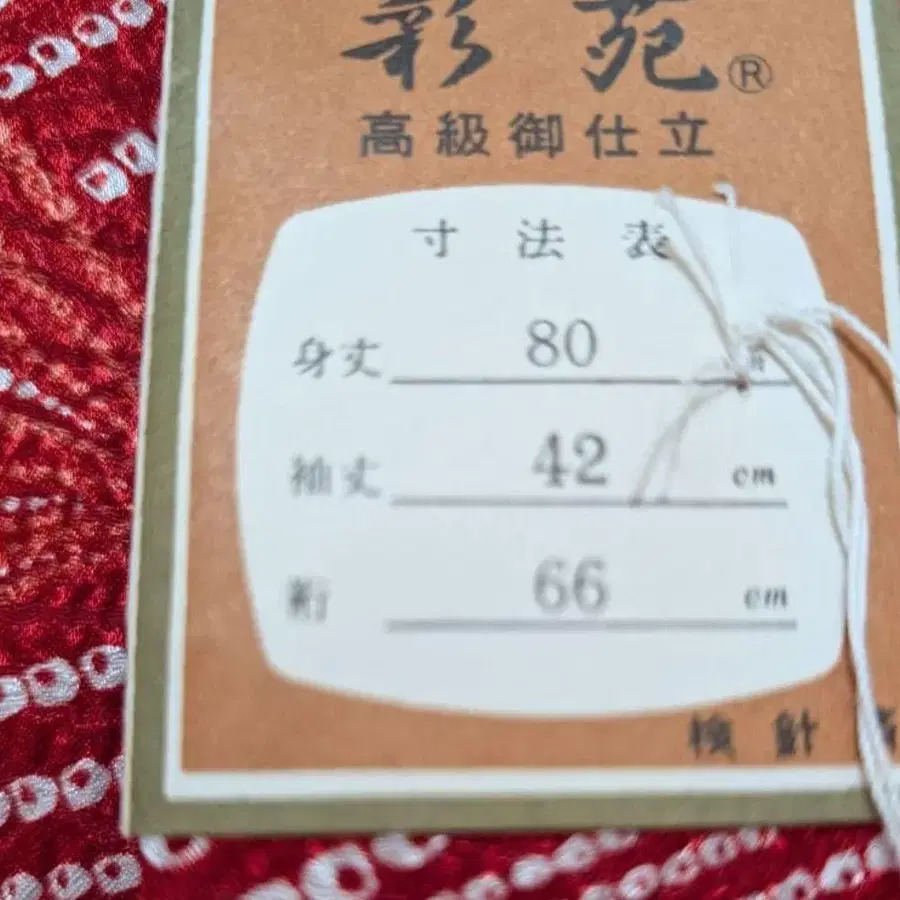 彩苑®
高級御仕立
寸法表
身丈 80
袖丈 42 cm
裄 66 cm
検針